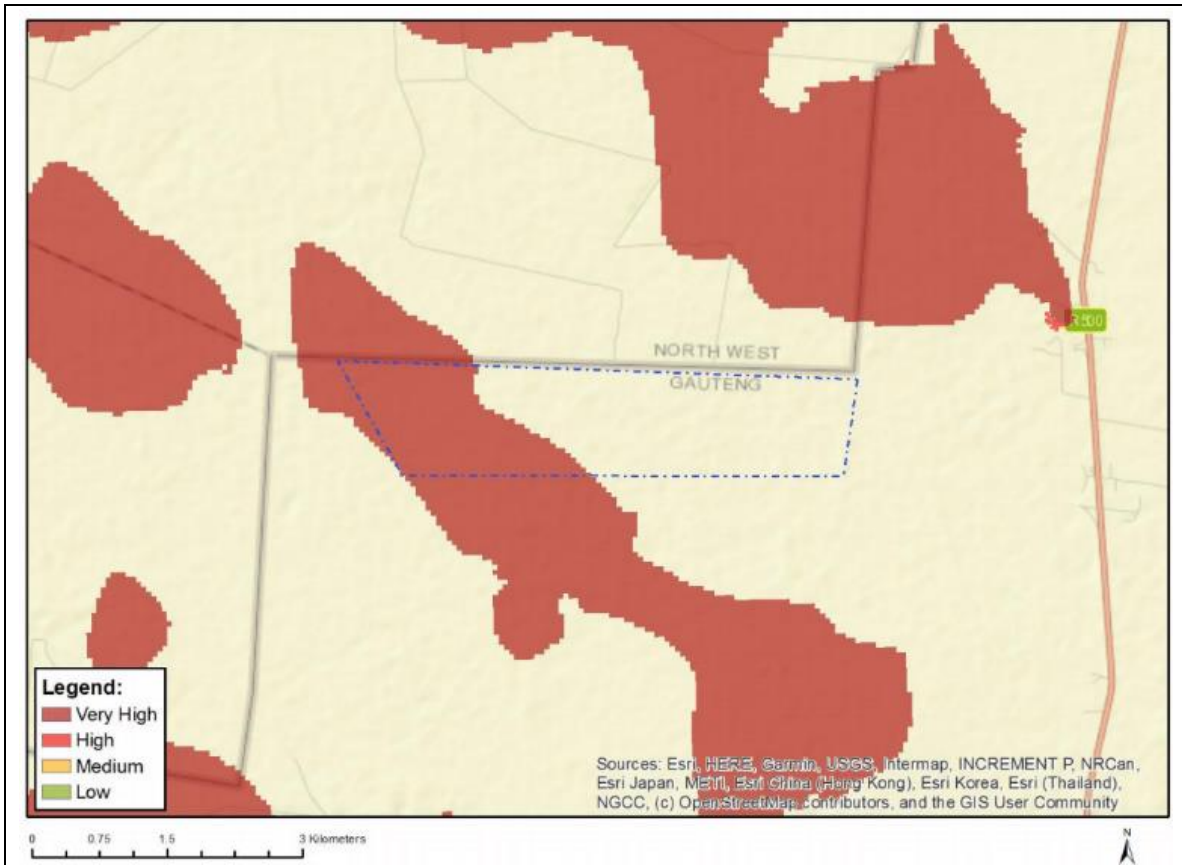 R500
NORTH WEST
GAUTENG
Legend:
Very High
High
Medium
Low
Sources: Esri, HERE, Garmin, USGS, Intermap, INCREMENT P, NRCan,
Esri Japan, METI, Esri China (Hong Kong), Esri Korea, Esri (Thailand),
NGCC, (c) OpenStreetMap contributors, and the GIS User Community
0 0.75 1.5 3 Kilometers
N